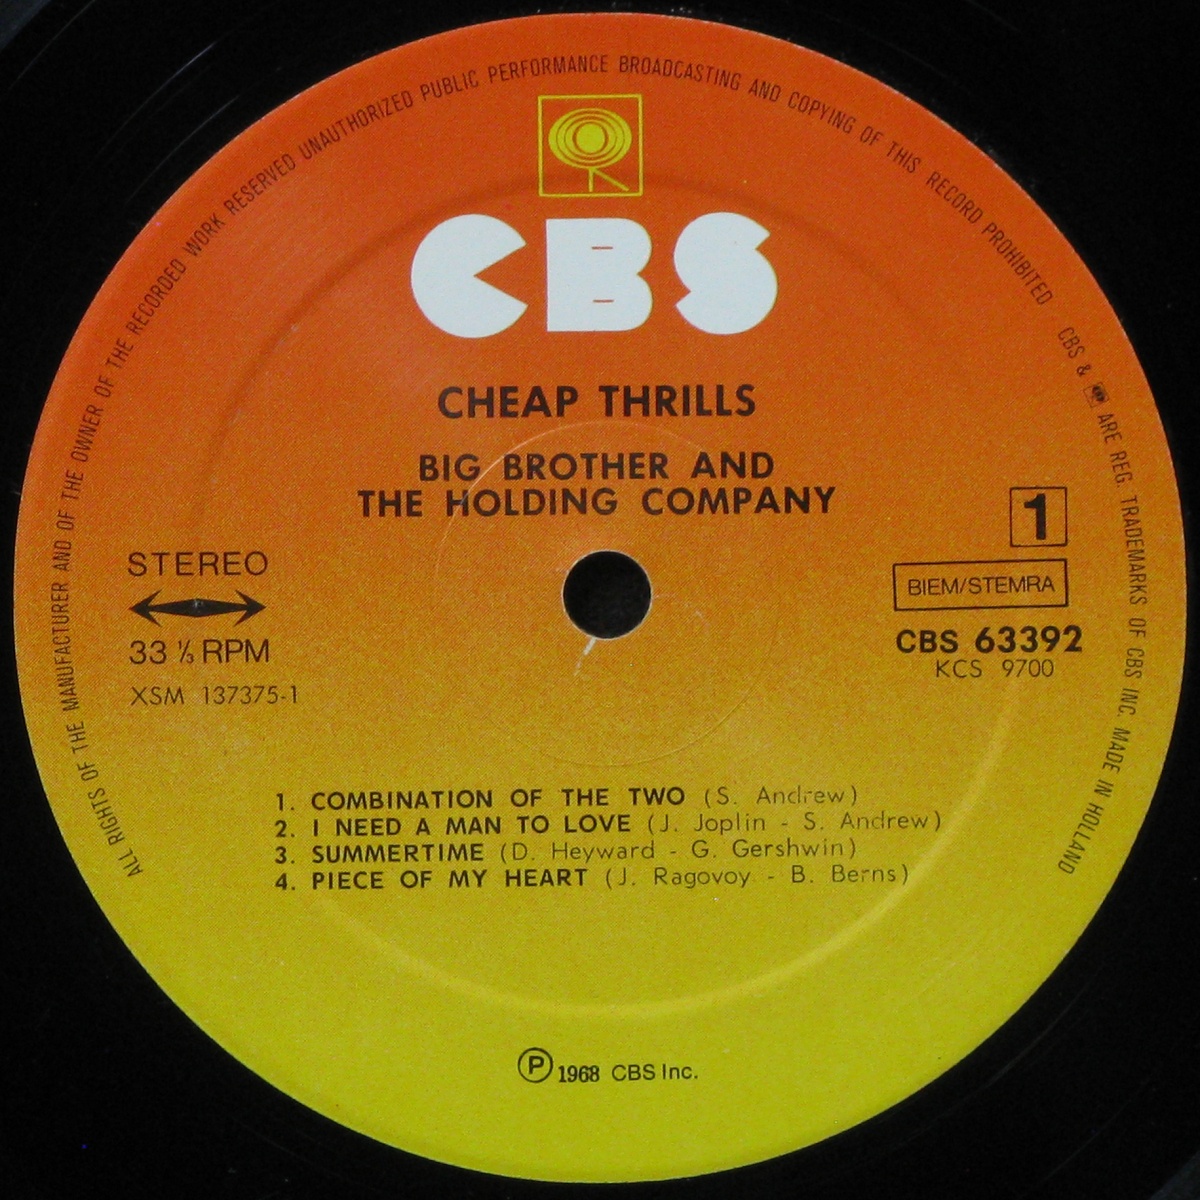 ALL RIGHTS OF THE MANUFACTURER AND OF THE OWNER OF THE RECORDED WORK RESERVED UNAUTHORIZED PUBLIC PERFORMANCE BROADCASTING AND COPYING OF THIS RECORD PROHIBITED · CBS & ARE REG. TRADEMARKS OF CBS INC. MADE IN HOLLAND
CBS
CHEAP THRILLS
BIG BROTHER AND
THE HOLDING COMPANY
STEREO
33 ⅓ RPM
XSM 137375-1
1
BIEM/STEMRA
CBS 63392
KCS 9700
1. COMBINATION OF THE TWO (S. Andrew)
2. I NEED A MAN TO LOVE (J. Joplin - S. Andrew)
3. SUMMERTIME (D. Heyward - G. Gershwin)
4. PIECE OF MY HEART (J. Ragovoy - B. Berns)
Ⓟ 1968 CBS Inc.